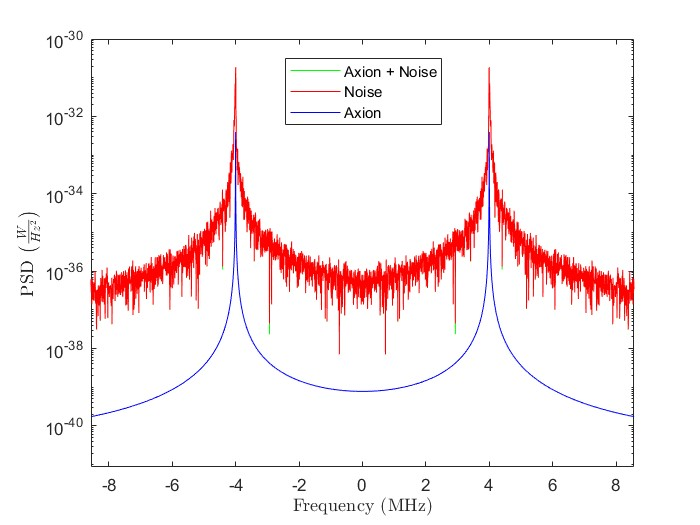 10^-30
10^-32
10^-34
10^-36
10^-38
10^-40
PSD (W/Hz^2)
Axion + Noise
Noise
Axion
-8 -6 -4 -2 0 2 4 6 8
Frequency (MHz)